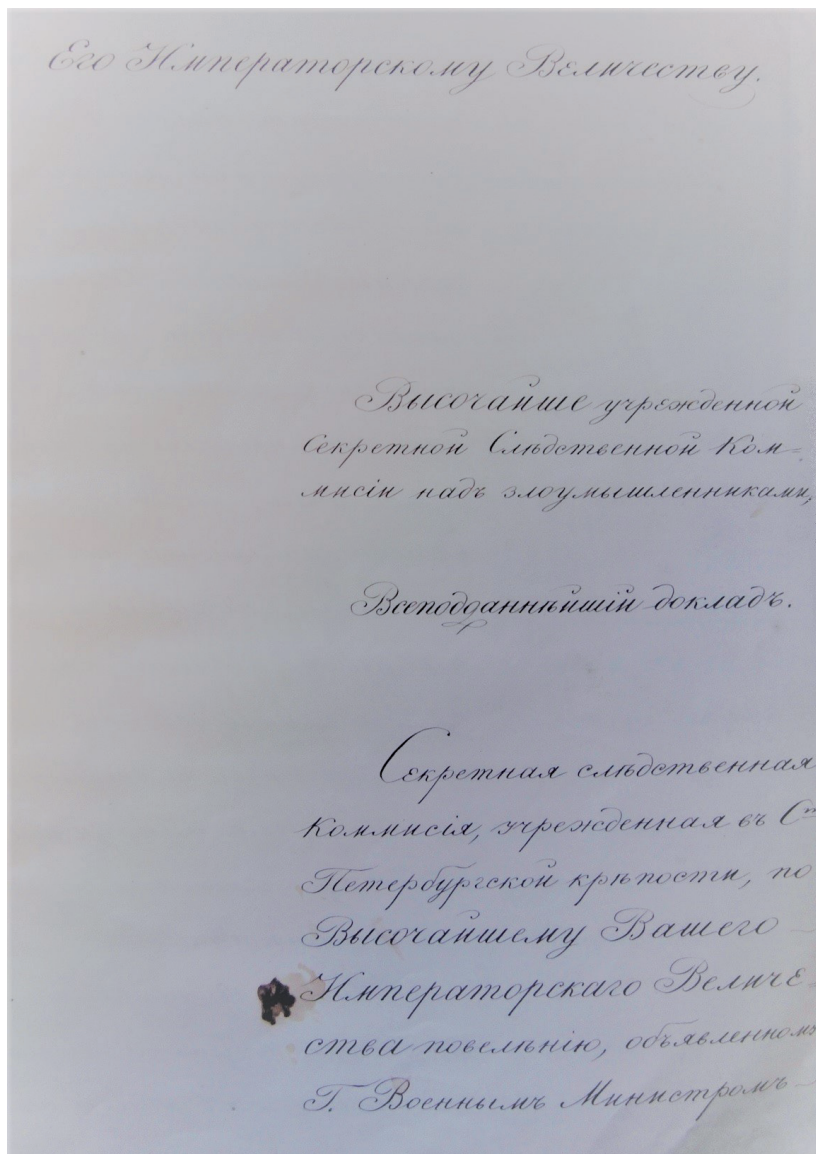 Его Императорскому Величеству.
Высочайше учрежденной
Секретной Слѣдственной Ком=
мисіи надъ злоумышленниками,
Всеподданнѣйшій докладъ.
Секретная слѣдственная
Коммисія, учрежденная въ Ст
Петербургской крѣпости, по
Высочайшему Вашего
Императорскаго Величе-
ства повелѣнію, объявленному
Г. Военнымъ Министромъ